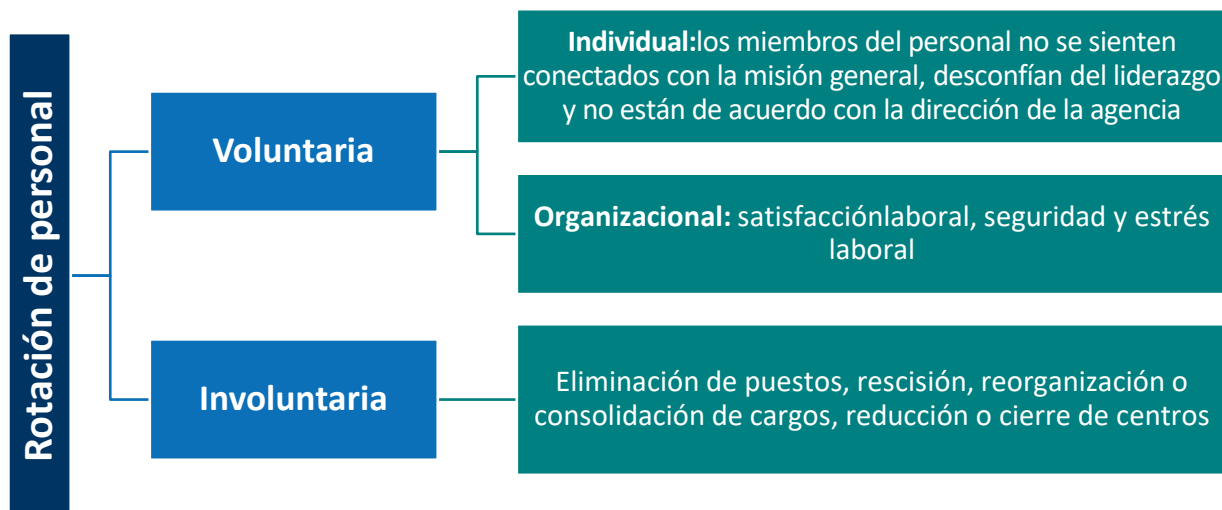 Rotación de personal
Voluntaria
Individual:los miembros del personal no se sienten
conectados con la misión general, desconfían del liderazgo
y no están de acuerdo con la dirección de la agencia
Organizacional: satisfacciónlaboral, seguridad y estrés
laboral
Involuntaria
Eliminación de puestos, rescisión, reorganización o
consolidación de cargos, reducción o cierre de centros